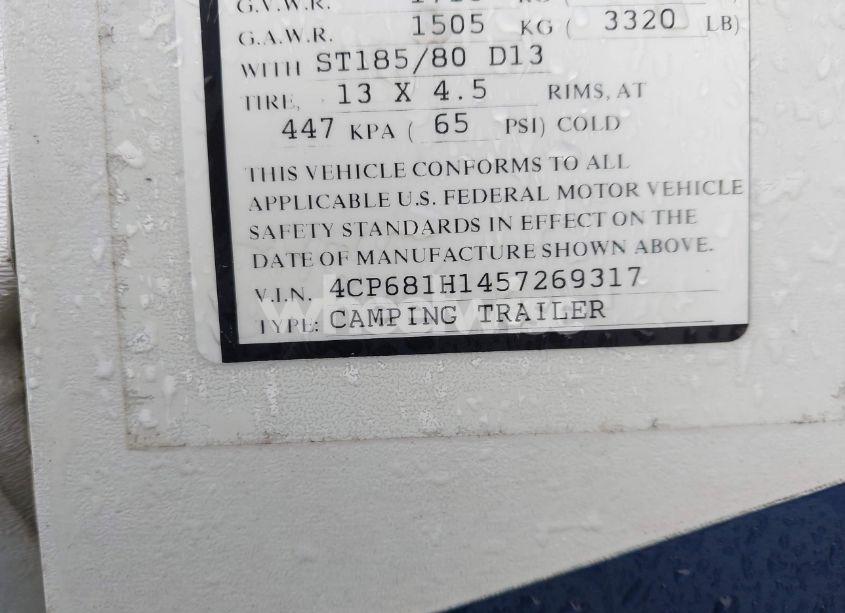 G.V.W.R. KG (
G.A.W.R. 1505 KG ( 3320 LB)
WITH ST185/80 D13
TIRE, 13 X 4.5 RIMS, AT
447 KPA ( 65 PSI) COLD
THIS VEHICLE CONFORMS TO ALL
APPLICABLE U.S. FEDERAL MOTOR VEHICLE
SAFETY STANDARDS IN EFFECT ON THE
DATE OF MANUFACTURE SHOWN ABOVE.
V.I.N. 4CP681H1457269317
TYPE: CAMPING TRAILER